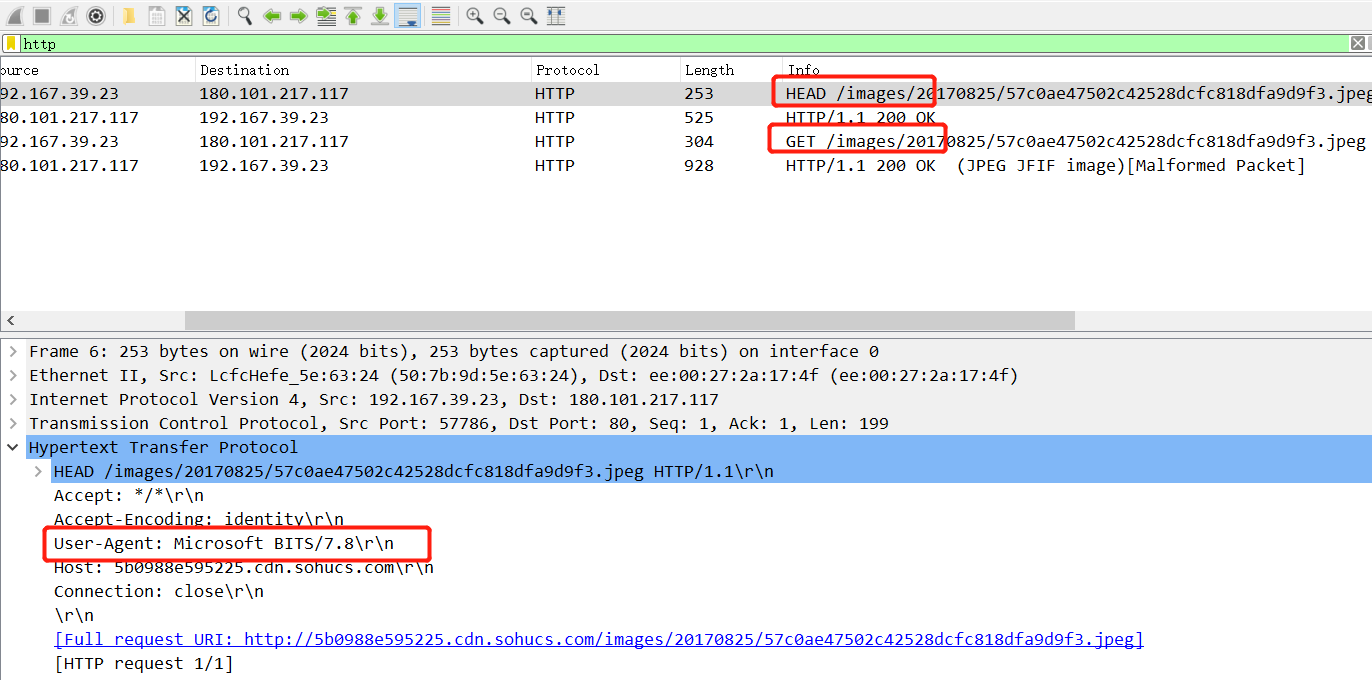 http
ource Destination Protocol Length Info
92.167.39.23 180.101.217.117 HTTP 253 HEAD /images/20170825/57c0ae47502c42528dcfc818dfa9d9f3.jpeg
80.101.217.117 192.167.39.23 HTTP 525 HTTP/1.1 200 OK
92.167.39.23 180.101.217.117 HTTP 304 GET /images/20170825/57c0ae47502c42528dcfc818dfa9d9f3.jpeg
80.101.217.117 192.167.39.23 HTTP 928 HTTP/1.1 200 OK (JPEG JFIF image)[Malformed Packet]
Frame 6: 253 bytes on wire (2024 bits), 253 bytes captured (2024 bits) on interface 0
Ethernet II, Src: LcfcHefe_5e:63:24 (50:7b:9d:5e:63:24), Dst: ee:00:27:2a:17:4f (ee:00:27:2a:17:4f)
Internet Protocol Version 4, Src: 192.167.39.23, Dst: 180.101.217.117
Transmission Control Protocol, Src Port: 57786, Dst Port: 80, Seq: 1, Ack: 1, Len: 199
Hypertext Transfer Protocol
HEAD /images/20170825/57c0ae47502c42528dcfc818dfa9d9f3.jpeg HTTP/1.1\r\n
Accept: */*\r\n
Accept-Encoding: identity\r\n
User-Agent: Microsoft BITS/7.8\r\n
Host: 5b0988e595225.cdn.sohucs.com\r\n
Connection: close\r\n
\r\n
[Full request URI: http://5b0988e595225.cdn.sohucs.com/images/20170825/57c0ae47502c42528dcfc818dfa9d9f3.jpeg]
[HTTP request 1/1]